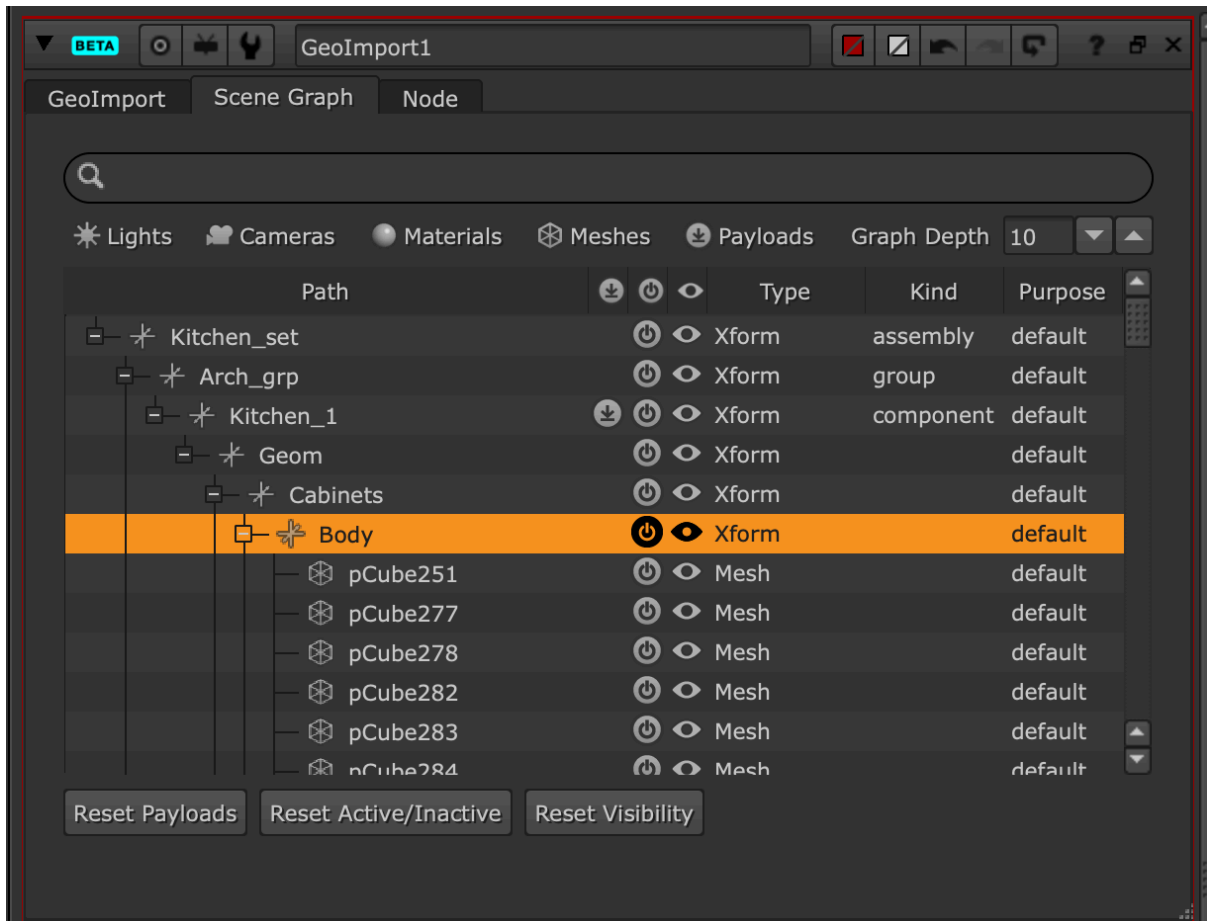 BETA GeoImport1 ?
GeoImport Scene Graph Node
Lights Cameras Materials Meshes Payloads Graph Depth 10
Path Type Kind Purpose
Kitchen_set Xform assembly default
Arch_grp Xform group default
Kitchen_1 Xform component default
Geom Xform default
Cabinets Xform default
Body Xform default
pCube251 Mesh default
pCube277 Mesh default
pCube278 Mesh default
pCube282 Mesh default
pCube283 Mesh default
pCube284 Mesh default
Reset Payloads Reset Active/Inactive Reset Visibility